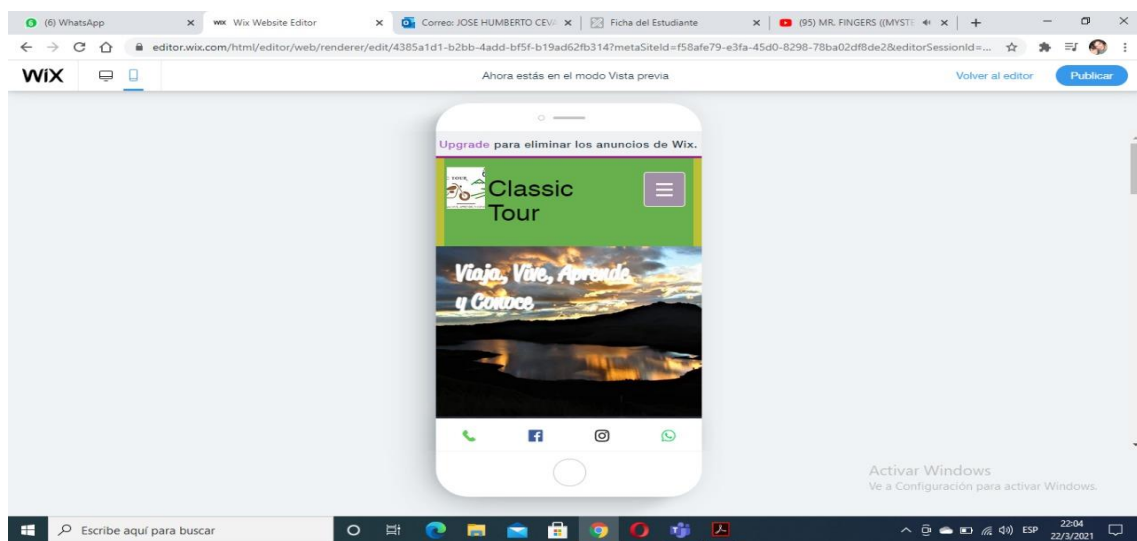 (6) WhatsApp
WiX Wix Website Editor
Correo: JOSE HUMBERTO CEVA
Ficha del Estudiante
(95) MR. FINGERS ((MYSTE
editor.wix.com/html/editor/web/renderer/edit/4385a1d1-b2bb-4add-bf5f-b19ad62fb314?metaSiteId=f58afe79-e3fa-45d0-8298-78ba02df8de2&editorSessionId=...
WiX
Ahora estás en el modo Vista previa
Volver al editor
Publicar
Upgrade para eliminar los anuncios de Wix.
TOUR
Classic
Tour
Viaja, Vive, Aprende
y Conoce
Activar Windows
Ve a Configuración para activar Windows.
Escribe aquí para buscar
ESP
22:04
22/3/2021